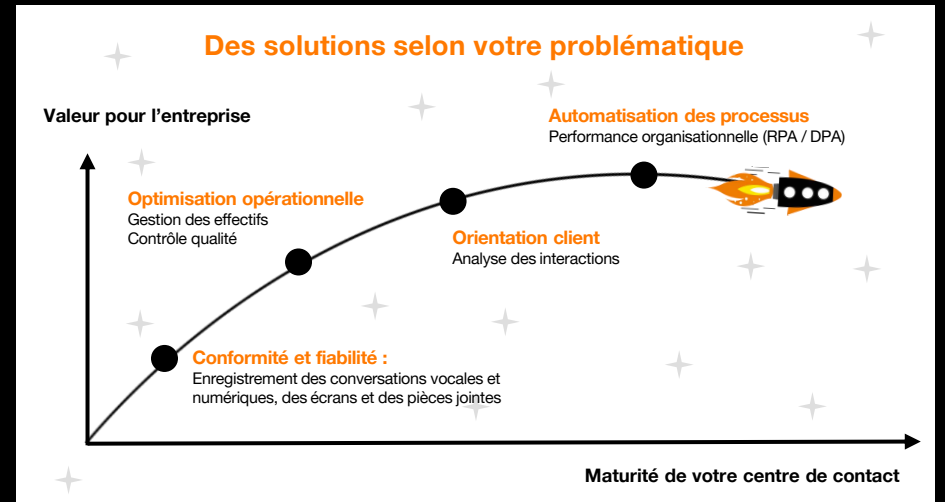 Des solutions selon votre problématique
Valeur pour l'entreprise
Automatisation des processus
Performance organisationnelle (RPA / DPA)
Optimisation opérationnelle
Gestion des effectifs
Contrôle qualité
Orientation client
Analyse des interactions
Conformité et fiabilité :
Enregistrement des conversations vocales et
numériques, des écrans et des pièces jointes
Maturité de votre centre de contact